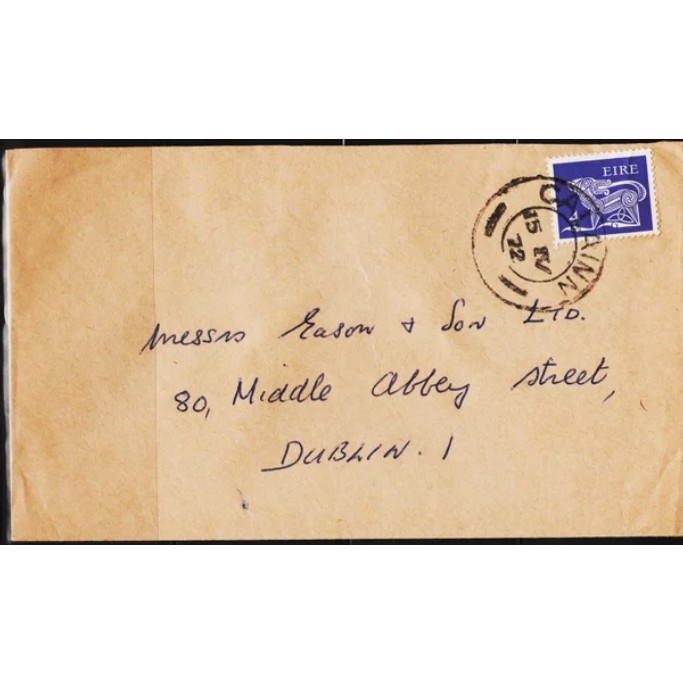 EIRE
15
IV
72
Messrs Eason + Son LTD.
80, Middle Abbey Street,
DUBLIN. 1